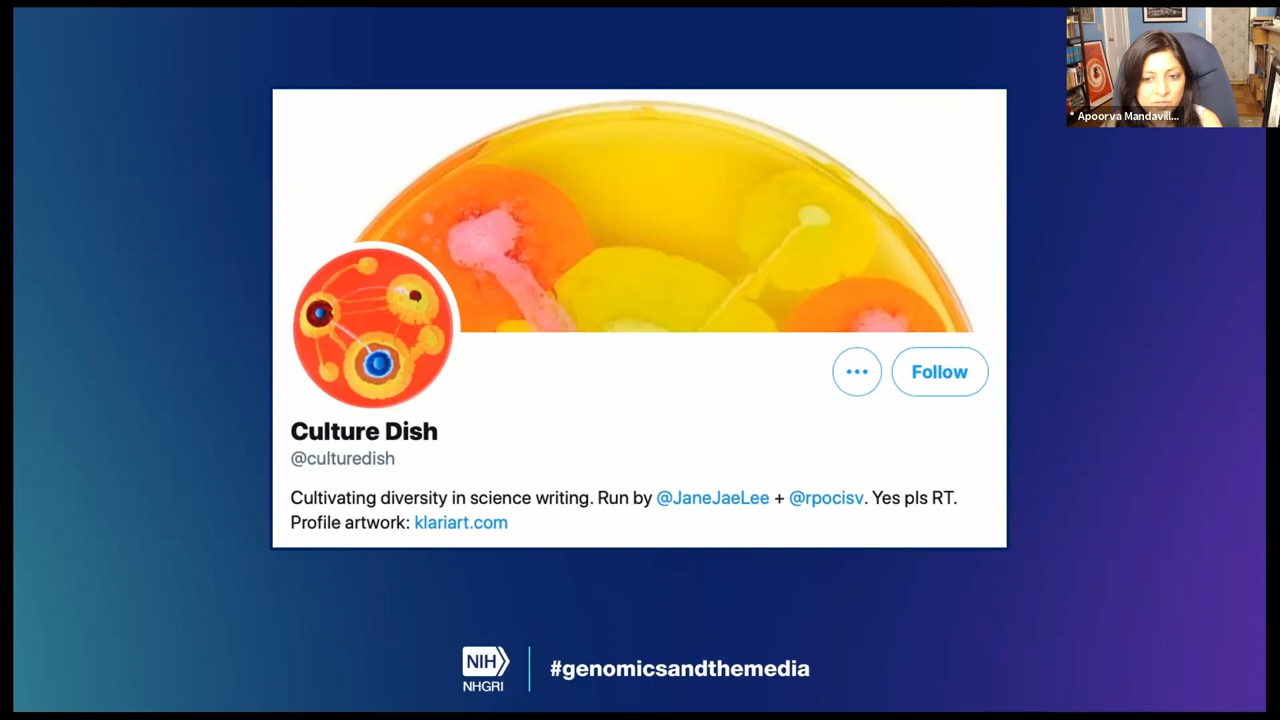 Apoorva Mandavill...
Follow
Culture Dish
@culturedish
Cultivating diversity in science writing. Run by @JaneJaeLee + @rpocisv. Yes pls RT.
Profile artwork: klariart.com
NIH
NHGRI
#genomicsandthemedia